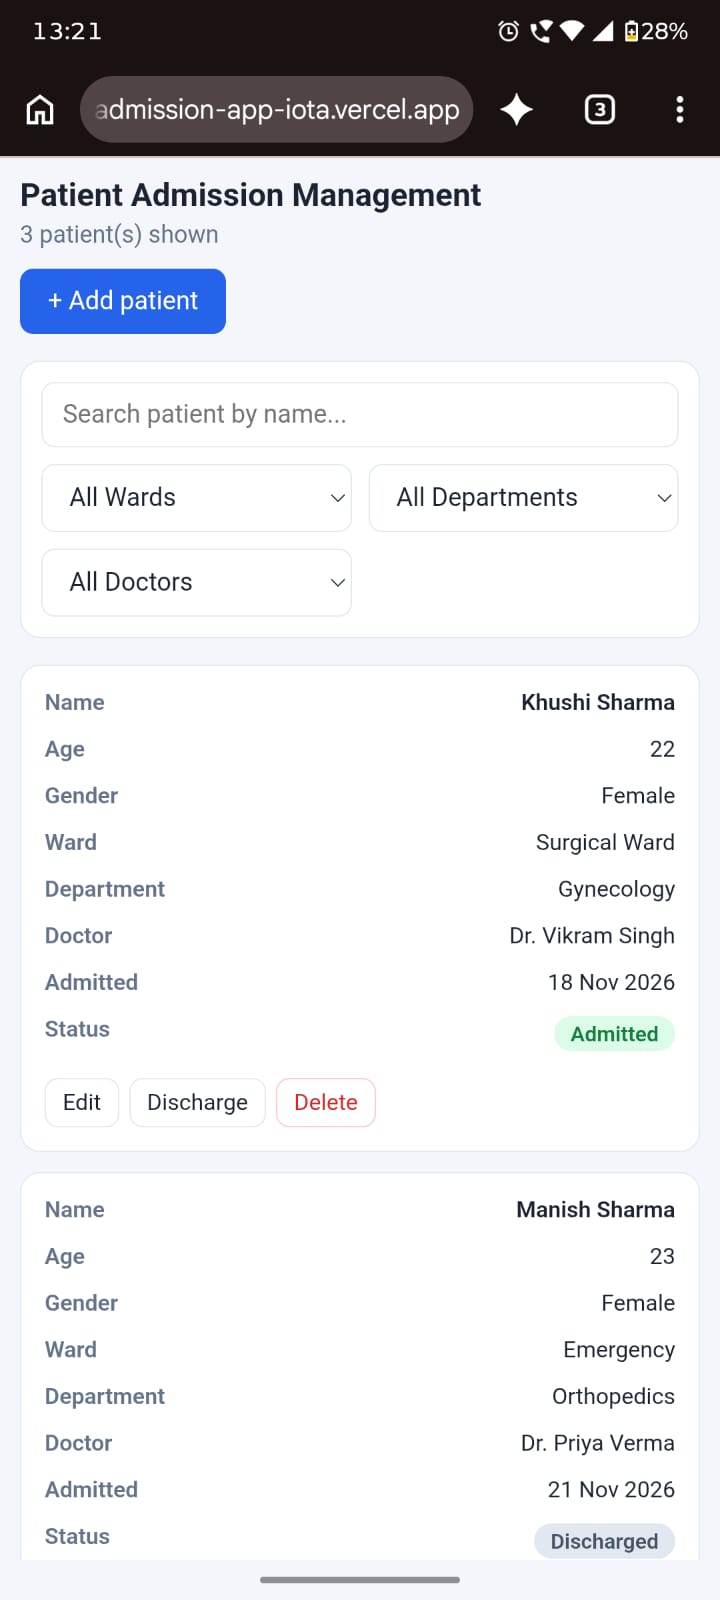 13:21
28%
admission-app-iota.vercel.app
3
Patient Admission Management
3 patient(s) shown
+ Add patient
Search patient by name...
All Wards
All Departments
All Doctors
Name Khushi Sharma
Age 22
Gender Female
Ward Surgical Ward
Department Gynecology
Doctor Dr. Vikram Singh
Admitted 18 Nov 2026
Status Admitted
Edit Discharge Delete
Name Manish Sharma
Age 23
Gender Female
Ward Emergency
Department Orthopedics
Doctor Dr. Priya Verma
Admitted 21 Nov 2026
Status Discharged